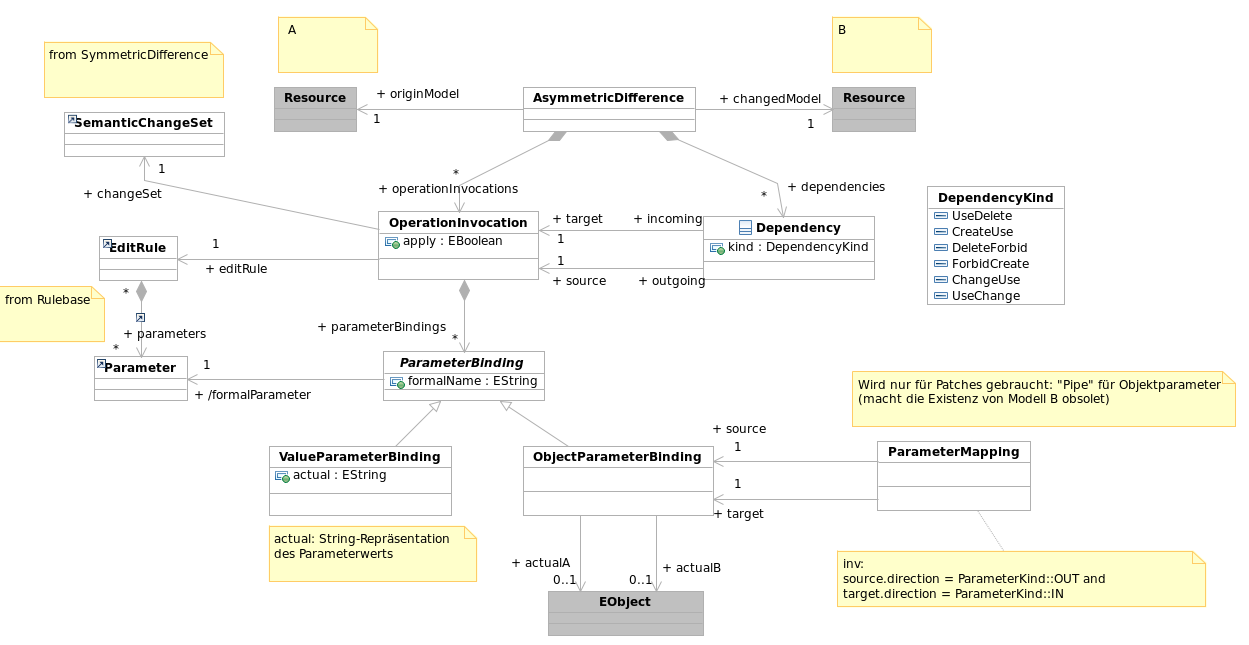 A
B
from SymmetricDifference
Resource
+ originModel
1
AsymmetricDifference
+ changedModel
1
Resource
SemanticChangeSet
1
+ changeSet
*
+ operationInvocations
*
+ dependencies
OperationInvocation
apply : EBoolean
+ target
1
+ incoming
1
+ source
+ outgoing
Dependency
kind : DependencyKind
DependencyKind
UseDelete
CreateUse
DeleteForbid
ForbidCreate
ChangeUse
UseChange
EditRule
1
+ editRule
from Rulebase
*
+ parameters
*
+ parameterBindings
*
Parameter
1
+ /formalParameter
ParameterBinding
formalName : EString
Wird nur für Patches gebraucht: "Pipe" für Objektparameter
(macht die Existenz von Modell B obsolet)
ValueParameterBinding
actual : EString
ObjectParameterBinding
+ source
1
1
+ target
ParameterMapping
actual: String-Repräsentation
des Parameterwerts
+ actualA
0..1
0..1
+ actualB
inv:
source.direction = ParameterKind::OUT and
target.direction = ParameterKind::IN
EObject